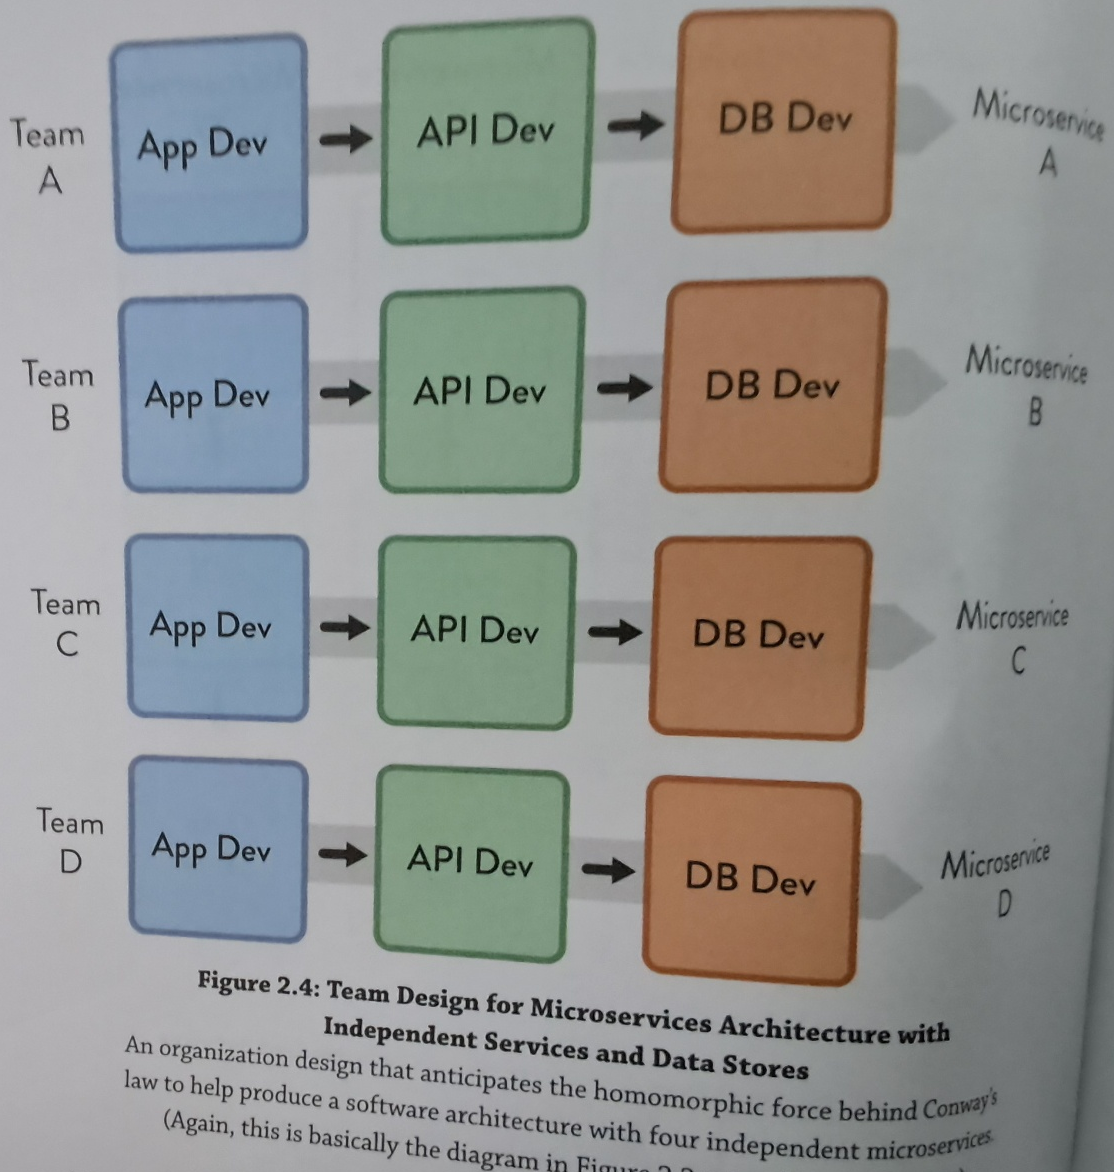 Team
A
App Dev
API Dev
DB Dev
Microservice
A
Team
B
App Dev
API Dev
DB Dev
Microservice
B
Team
C
App Dev
API Dev
DB Dev
Microservice
C
Team
D
App Dev
API Dev
DB Dev
Microservice
D
Figure 2.4: Team Design for Microservices Architecture with
Independent Services and Data Stores
An organization design that anticipates the homomorphic force behind Conway's
law to help produce a software architecture with four independent microservices.
(Again, this is basically the diagram in Figure